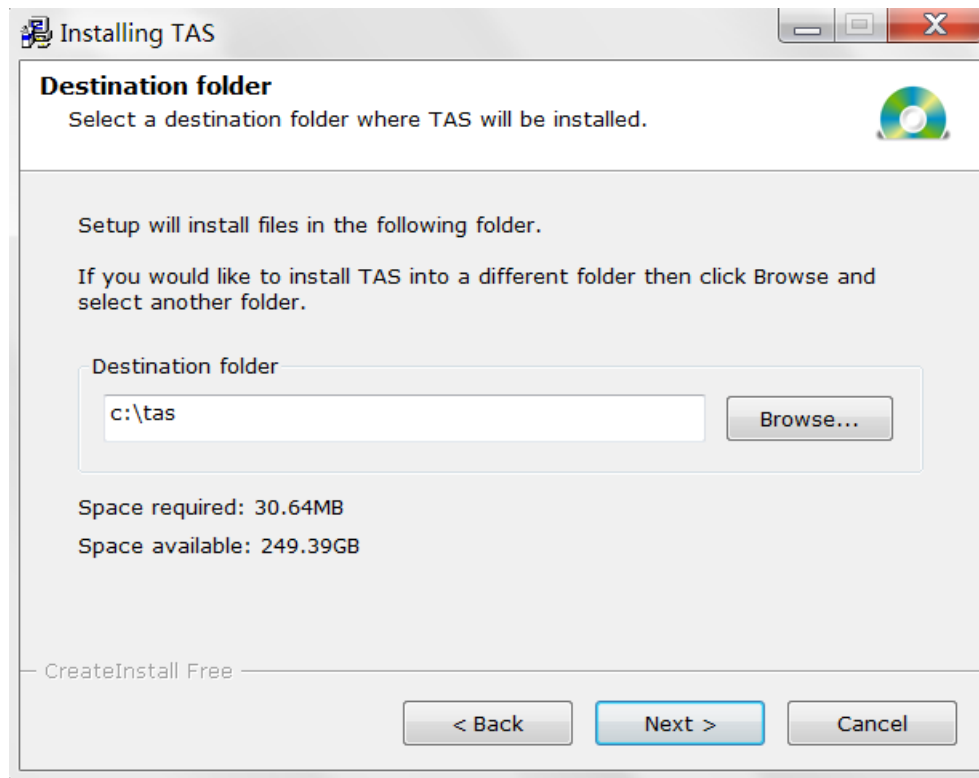 Installing TAS
Destination folder
Select a destination folder where TAS will be installed.
Setup will install files in the following folder.
If you would like to install TAS into a different folder then click Browse and
select another folder.
Destination folder
c:\tas
Browse...
Space required: 30.64MB
Space available: 249.39GB
CreateInstall Free
< Back
Next >
Cancel